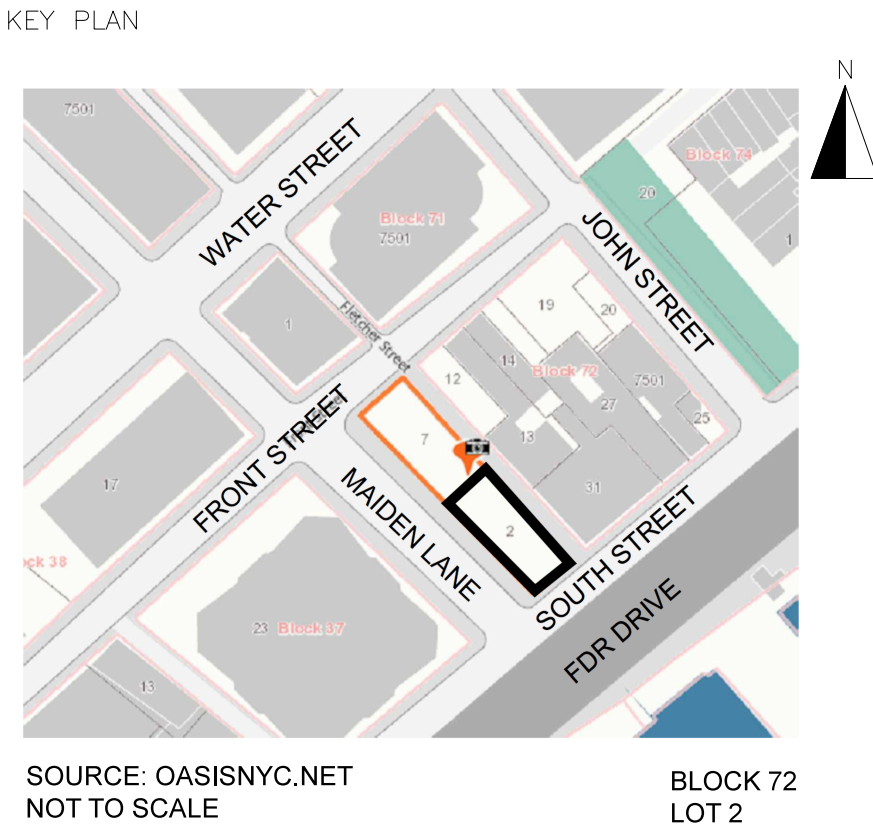 KEY PLAN
N
7501
WATER STREET
Block 74
20
Block 71
7501
1
JOHN STREET
Fletcher Street
1
19
20
14
Block 72
12
7501
27
25
FRONT STREET
7
13
31
17
MAIDEN LANE
2
SOUTH STREET
FDR DRIVE
ck 38
23 Block 37
13
SOURCE: OASISNYC.NET
NOT TO SCALE
BLOCK 72
LOT 2